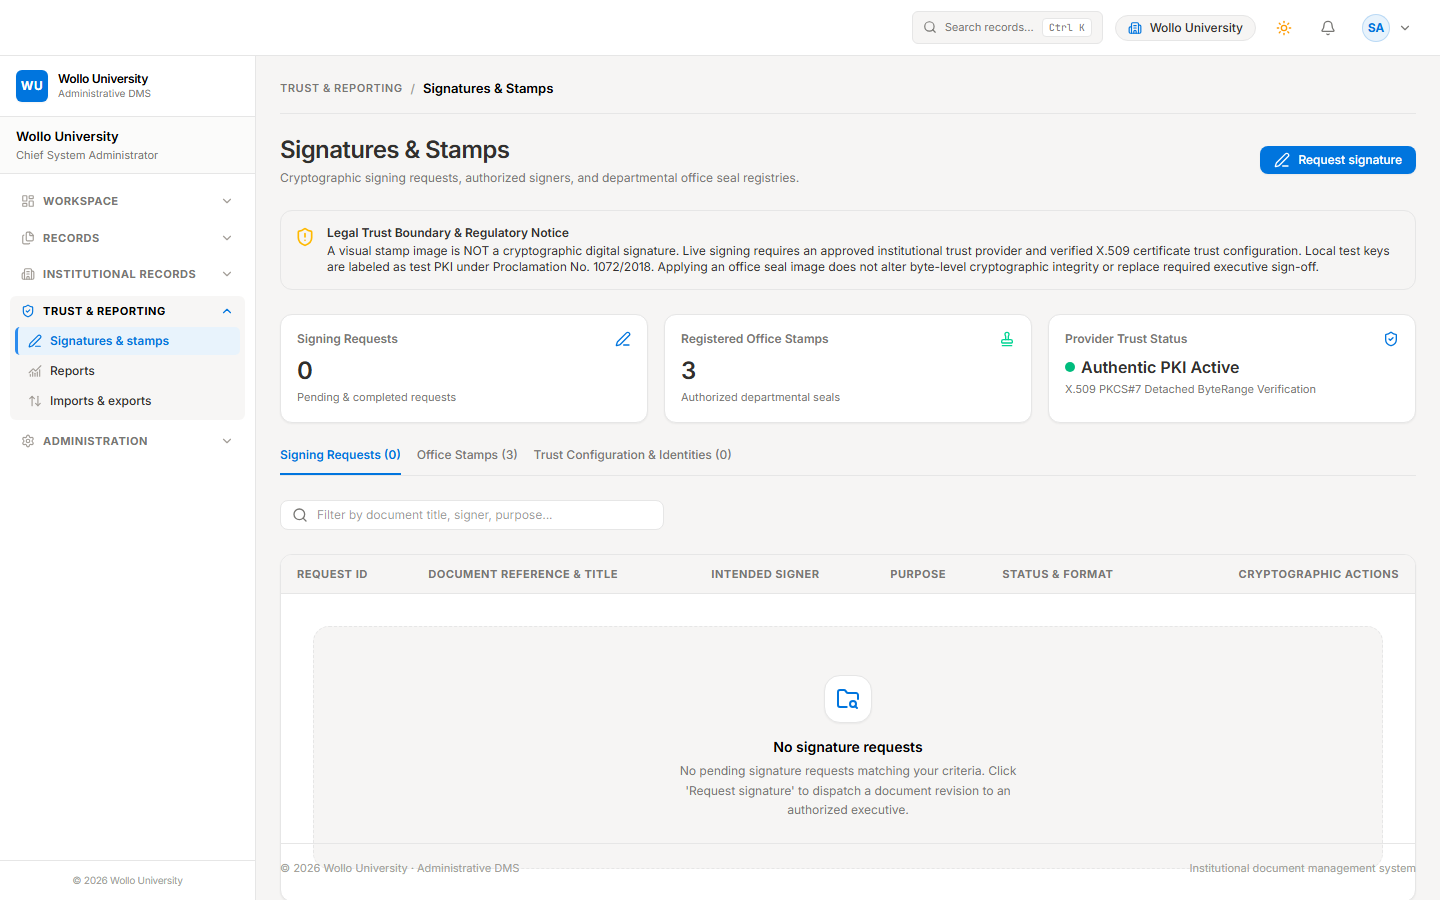 Search records...
Ctrl K
Wollo University
SA
WU
Wollo University
Administrative DMS
Wollo University
Chief System Administrator
WORKSPACE
RECORDS
INSTITUTIONAL RECORDS
TRUST & REPORTING
Signatures & stamps
Reports
Imports & exports
ADMINISTRATION
© 2026 Wollo University
TRUST & REPORTING / Signatures & Stamps
Signatures & Stamps
Cryptographic signing requests, authorized signers, and departmental office seal registries.
Request signature
Legal Trust Boundary & Regulatory Notice
A visual stamp image is NOT a cryptographic digital signature. Live signing requires an approved institutional trust provider and verified X.509 certificate trust configuration. Local test keys
are labeled as test PKI under Proclamation No. 1072/2018. Applying an office seal image does not alter byte-level cryptographic integrity or replace required executive sign-off.
Signing Requests
0
Pending & completed requests
Registered Office Stamps
3
Authorized departmental seals
Provider Trust Status
Authentic PKI Active
X.509 PKCS#7 Detached ByteRange Verification
Signing Requests (0)
Office Stamps (3)
Trust Configuration & Identities (0)
Filter by document title, signer, purpose...
REQUEST ID
DOCUMENT REFERENCE & TITLE
INTENDED SIGNER
PURPOSE
STATUS & FORMAT
CRYPTOGRAPHIC ACTIONS
No signature requests
No pending signature requests matching your criteria. Click
'Request signature' to dispatch a document revision to an
authorized executive.
© 2026 Wollo University · Administrative DMS
Institutional document management system